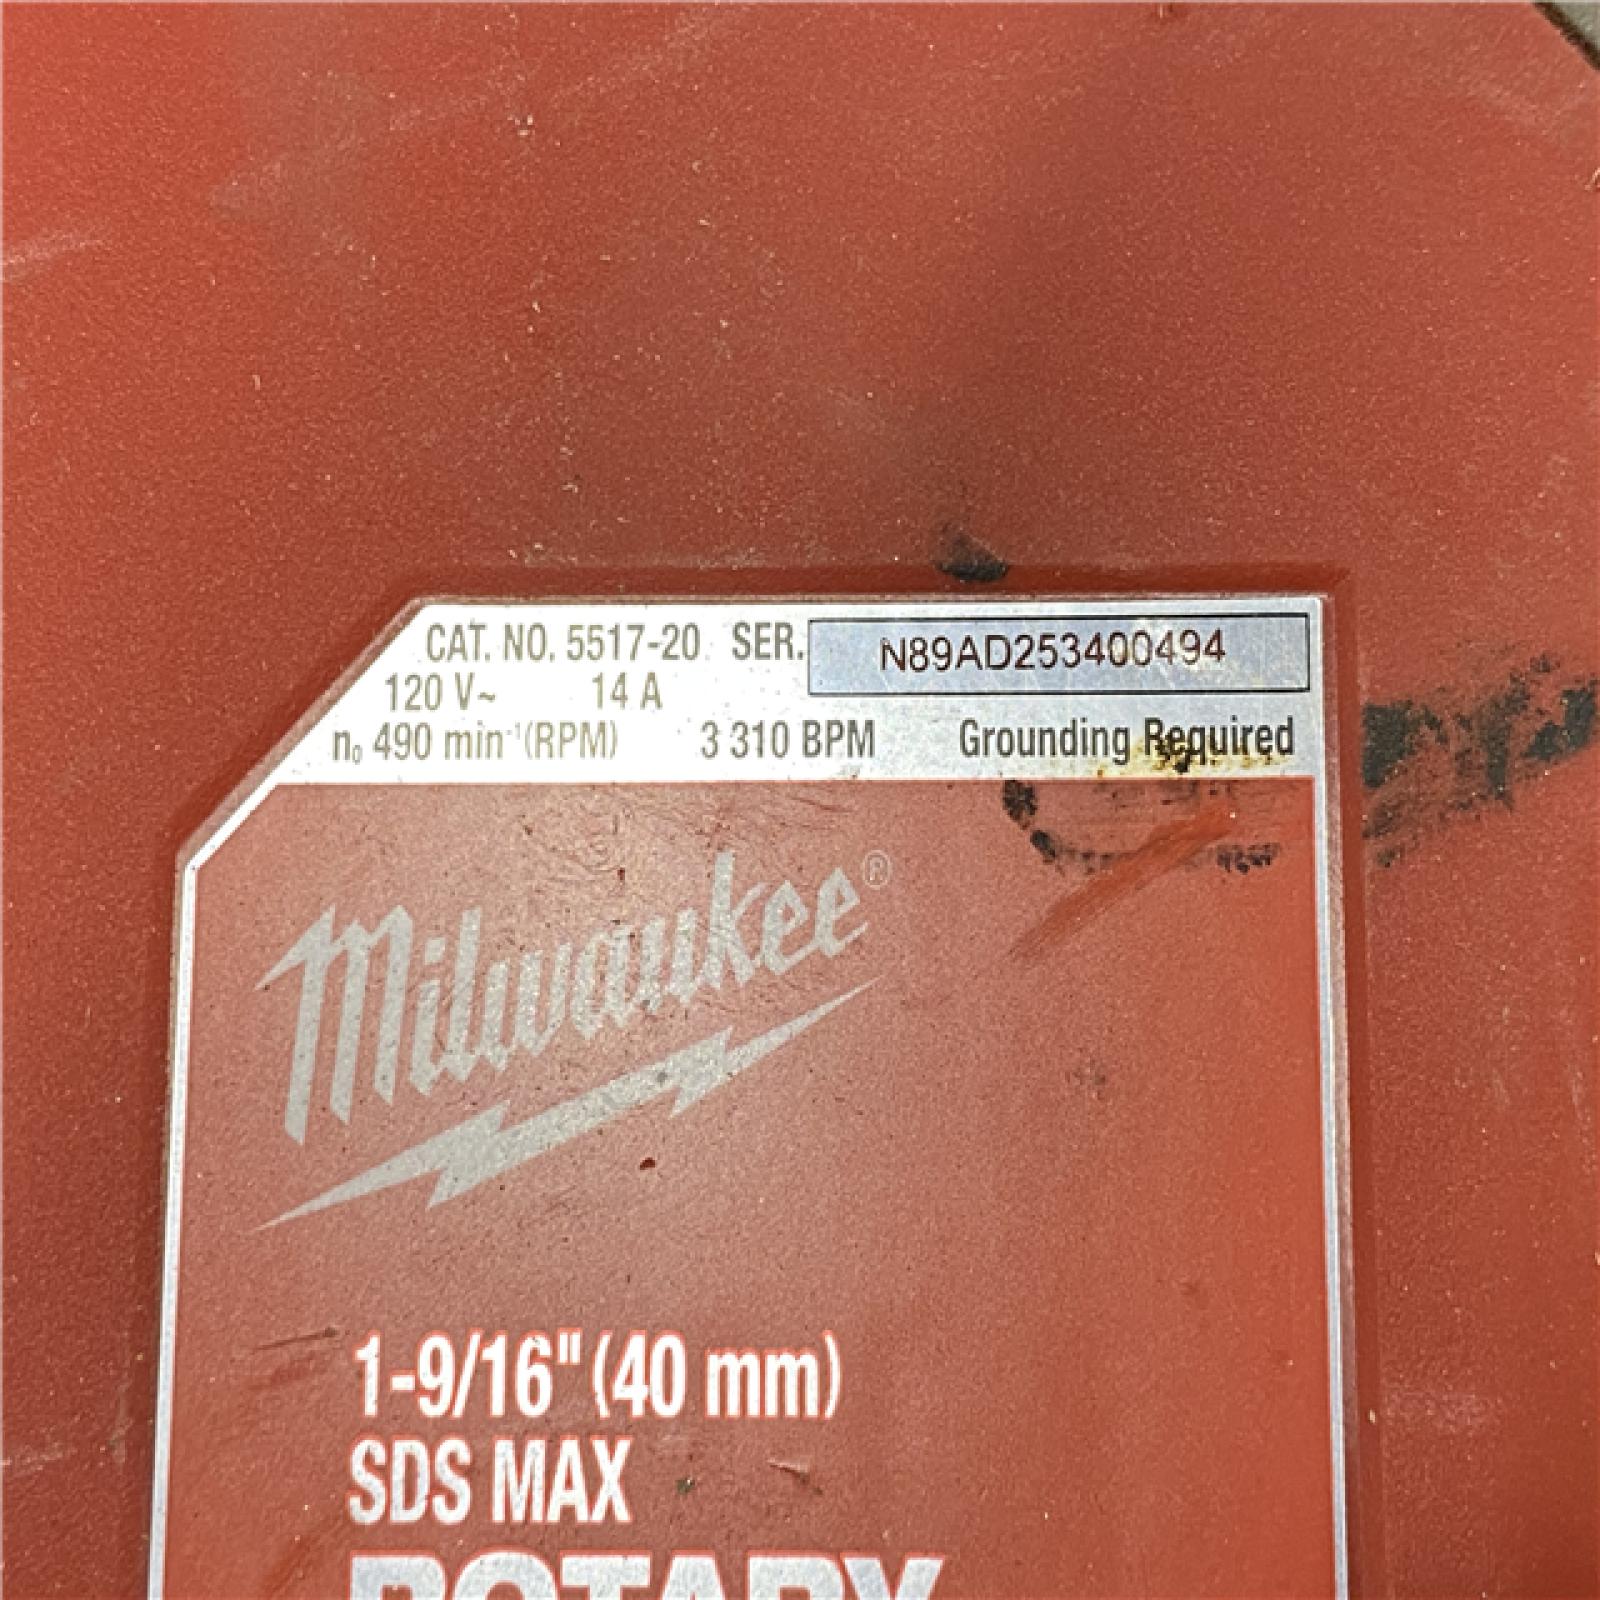 CAT. NO. 5517-20 SER. N89AD253400494
120 V~ 14 A
n₀ 490 min⁻¹ (RPM) 3 310 BPM Grounding Required
Milwaukee®
1-9/16" (40 mm)
SDS MAX
ROTARY